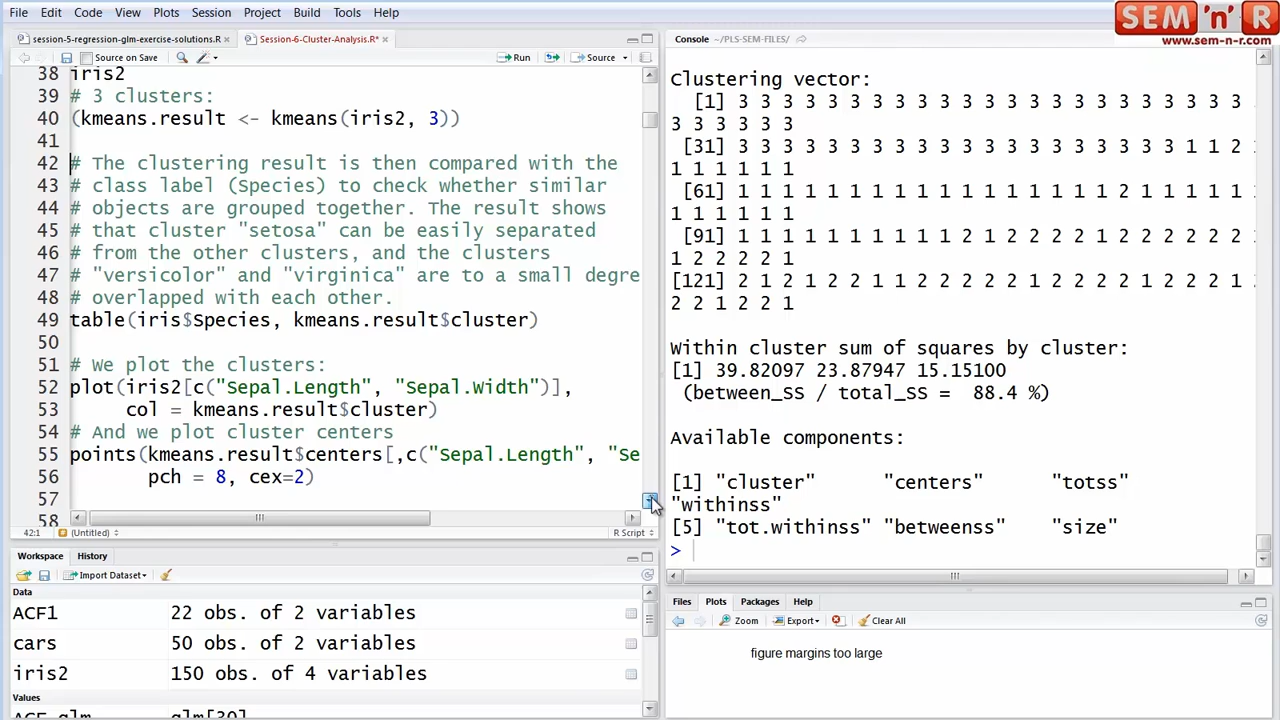 File Edit Code View Plots Session Project Build Tools Help
SEM 'n' R
www.sem-n-r.com
session-5-regression-glm-exercise-solutions.R × Session-6-Cluster-Analysis.R* ×
Source on Save Run Source
38 iris2
39 # 3 clusters:
40 (kmeans.result <- kmeans(iris2, 3))
41
42 # The clustering result is then compared with the
43 # class label (Species) to check whether similar
44 # objects are grouped together. The result shows
45 # that cluster "setosa" can be easily separated
46 # from the other clusters, and the clusters
47 # "versicolor" and "virginica" are to a small degre
48 # overlapped with each other.
49 table(iris$Species, kmeans.result$cluster)
50
51 # We plot the clusters:
52 plot(iris2[c("Sepal.Length", "Sepal.Width")],
53 col = kmeans.result$cluster)
54 # And we plot cluster centers
55 points(kmeans.result$centers[,c("Sepal.Length", "Se
56 pch = 8, cex=2)
57
58
42:1 (Untitled) R Script
Workspace History
Import Dataset
Data
ACF1 22 obs. of 2 variables
cars 50 obs. of 2 variables
iris2 150 obs. of 4 variables
Values
Console ~/PLS-SEM-FILES/
Clustering vector:
[1] 3 3 3 3 3 3 3 3 3 3 3 3 3 3 3 3 3 3 3 3 3 3 3
3 3 3 3 3 3
[31] 3 3 3 3 3 3 3 3 3 3 3 3 3 3 3 3 3 3 3 3 1 1 2
1 1 1 1 1 1
[61] 1 1 1 1 1 1 1 1 1 1 1 1 1 1 1 1 1 2 1 1 1 1 1
1 1 1 1 1 1
[91] 1 1 1 1 1 1 1 1 1 1 2 1 2 2 2 2 1 2 2 2 2 2 2
1 2 2 2 2 1
[121] 2 1 2 1 2 2 1 1 2 2 2 2 2 1 2 2 2 2 1 2 2 2 1
2 2 1 2 2 1
Within cluster sum of squares by cluster:
[1] 39.82097 23.87947 15.15100
(between_SS / total_SS = 88.4 %)
Available components:
[1] "cluster" "centers" "totss"
"withinss"
[5] "tot.withinss" "betweenss" "size"
>
Files Plots Packages Help
Zoom Export Clear All
figure margins too large